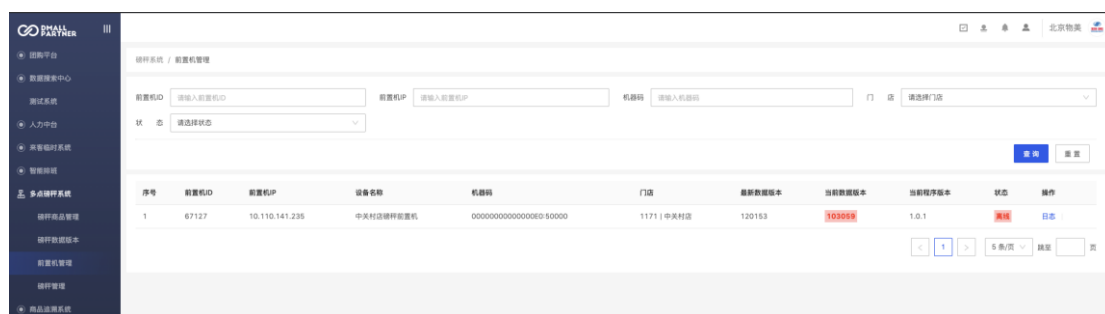 DMALL PARTNER
北京物美
团购平台
数据搜索中心
测试系统
人力中台
来客临时系统
智能排班
多点磅秤系统
磅秤商品管理
磅秤数据版本
前置机管理
磅秤管理
商品追溯系统
磅秤系统 / 前置机管理
前置机ID 请输入前置机ID 前置机IP 请输入前置机IP 机器码 请输入机器码 门 店 请选择门店
状 态 请选择状态
查 询 重 置
序号 前置机ID 前置机IP 设备名称 机器码 门店 最新数据版本 当前数据版本 当前程序版本 状态 操作
1 67127 10.110.141.235 中关村店磅秤前置机 00000000000000E0:50000 1171 | 中关村店 120153 103059 1.0.1 离线 日志
< 1 > 5 条/页 跳至 页